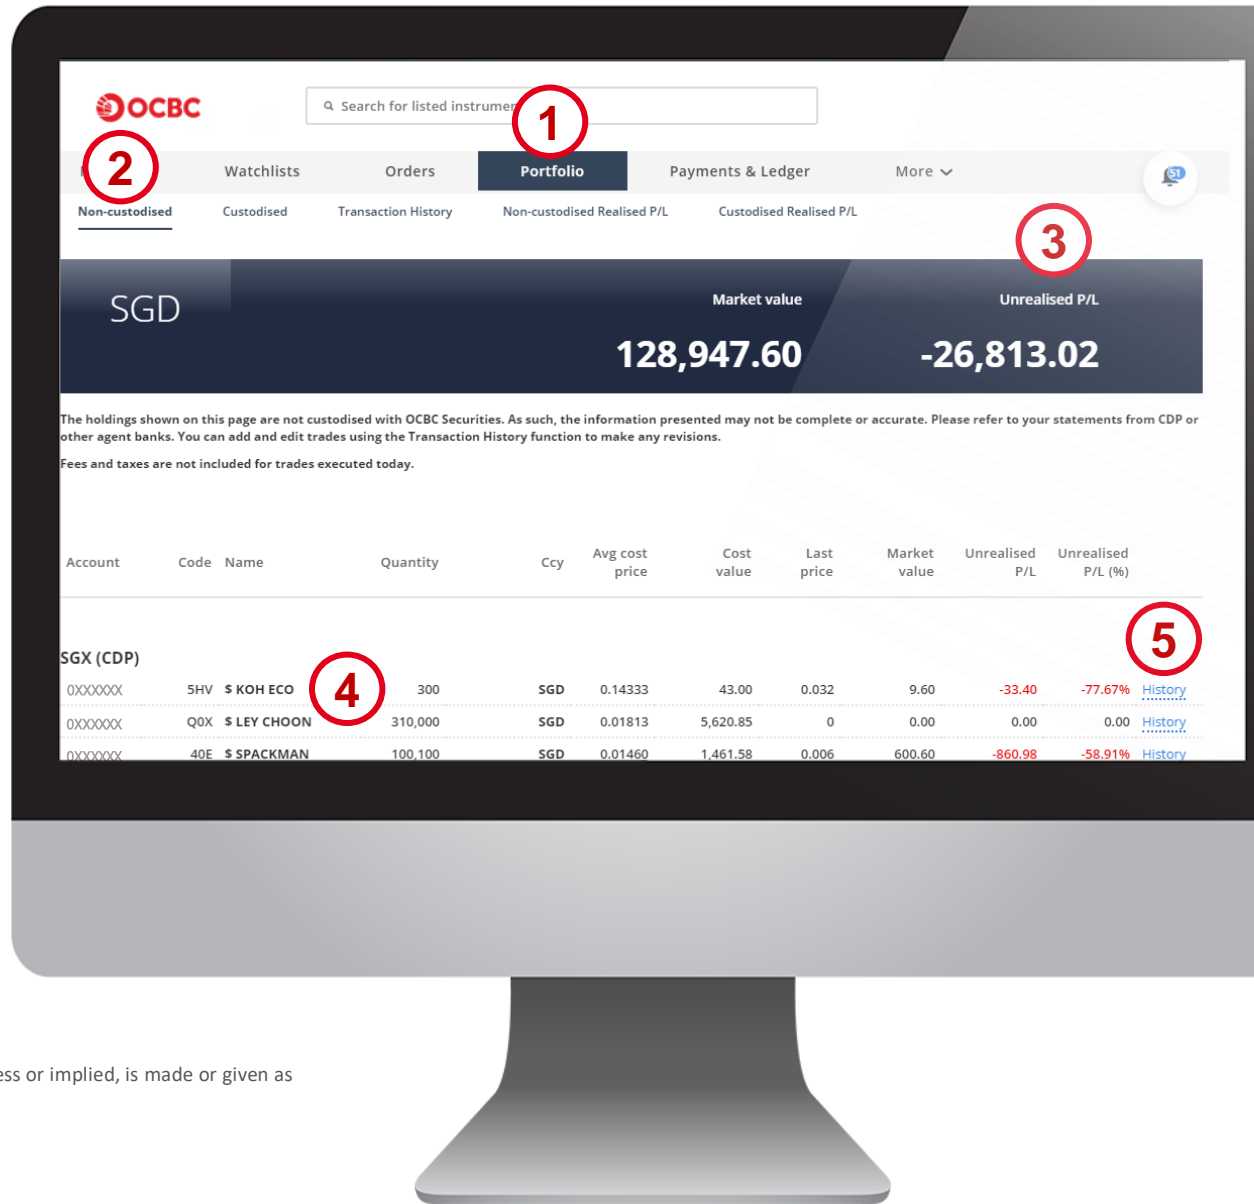 OCBC
Search for listed instrumen
1
2
Watchlists Orders Portfolio Payments & Ledger More
51
Non-custodised Custodised Transaction History Non-custodised Realised P/L Custodised Realised P/L
3
SGD
Market value Unrealised P/L
128,947.60 -26,813.02
The holdings shown on this page are not custodised with OCBC Securities. As such, the information presented may not be complete or accurate. Please refer to your statements from CDP or
other agent banks. You can add and edit trades using the Transaction History function to make any revisions.
Fees and taxes are not included for trades executed today.
Account Code Name Quantity Ccy Avg cost price Cost value Last price Market value Unrealised P/L Unrealised P/L (%)
5
SGX (CDP)
4
0XXXXXX 5HV $ KOH ECO 300 SGD 0.14333 43.00 0.032 9.60 -33.40 -77.67% History
0XXXXXX Q0X $ LEY CHOON 310,000 SGD 0.01813 5,620.85 0 0.00 0.00 0.00 History
0XXXXXX 40E $ SPACKMAN 100,100 SGD 0.01460 1,461.58 0.006 600.60 -860.98 -58.91% History
ess or implied, is made or given as